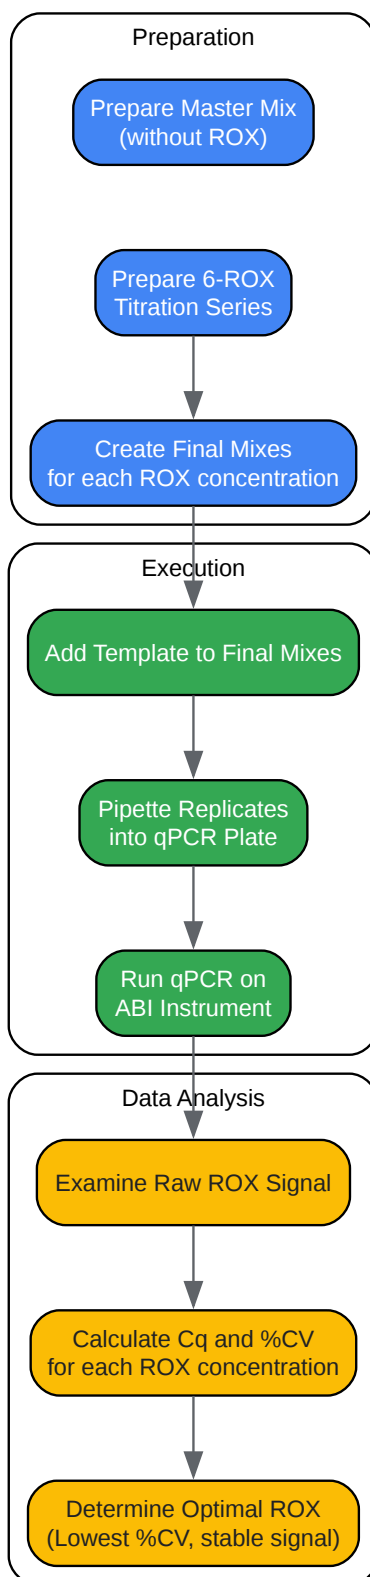 Preparation
Prepare Master Mix
(without ROX)
Prepare 6-ROX
Titration Series
Create Final Mixes
for each ROX concentration
Execution
Add Template to Final Mixes
Pipette Replicates
into qPCR Plate
Run qPCR on
ABI Instrument
Data Analysis
Examine Raw ROX Signal
Calculate Cq and %CV
for each ROX concentration
Determine Optimal ROX
(Lowest %CV, stable signal)